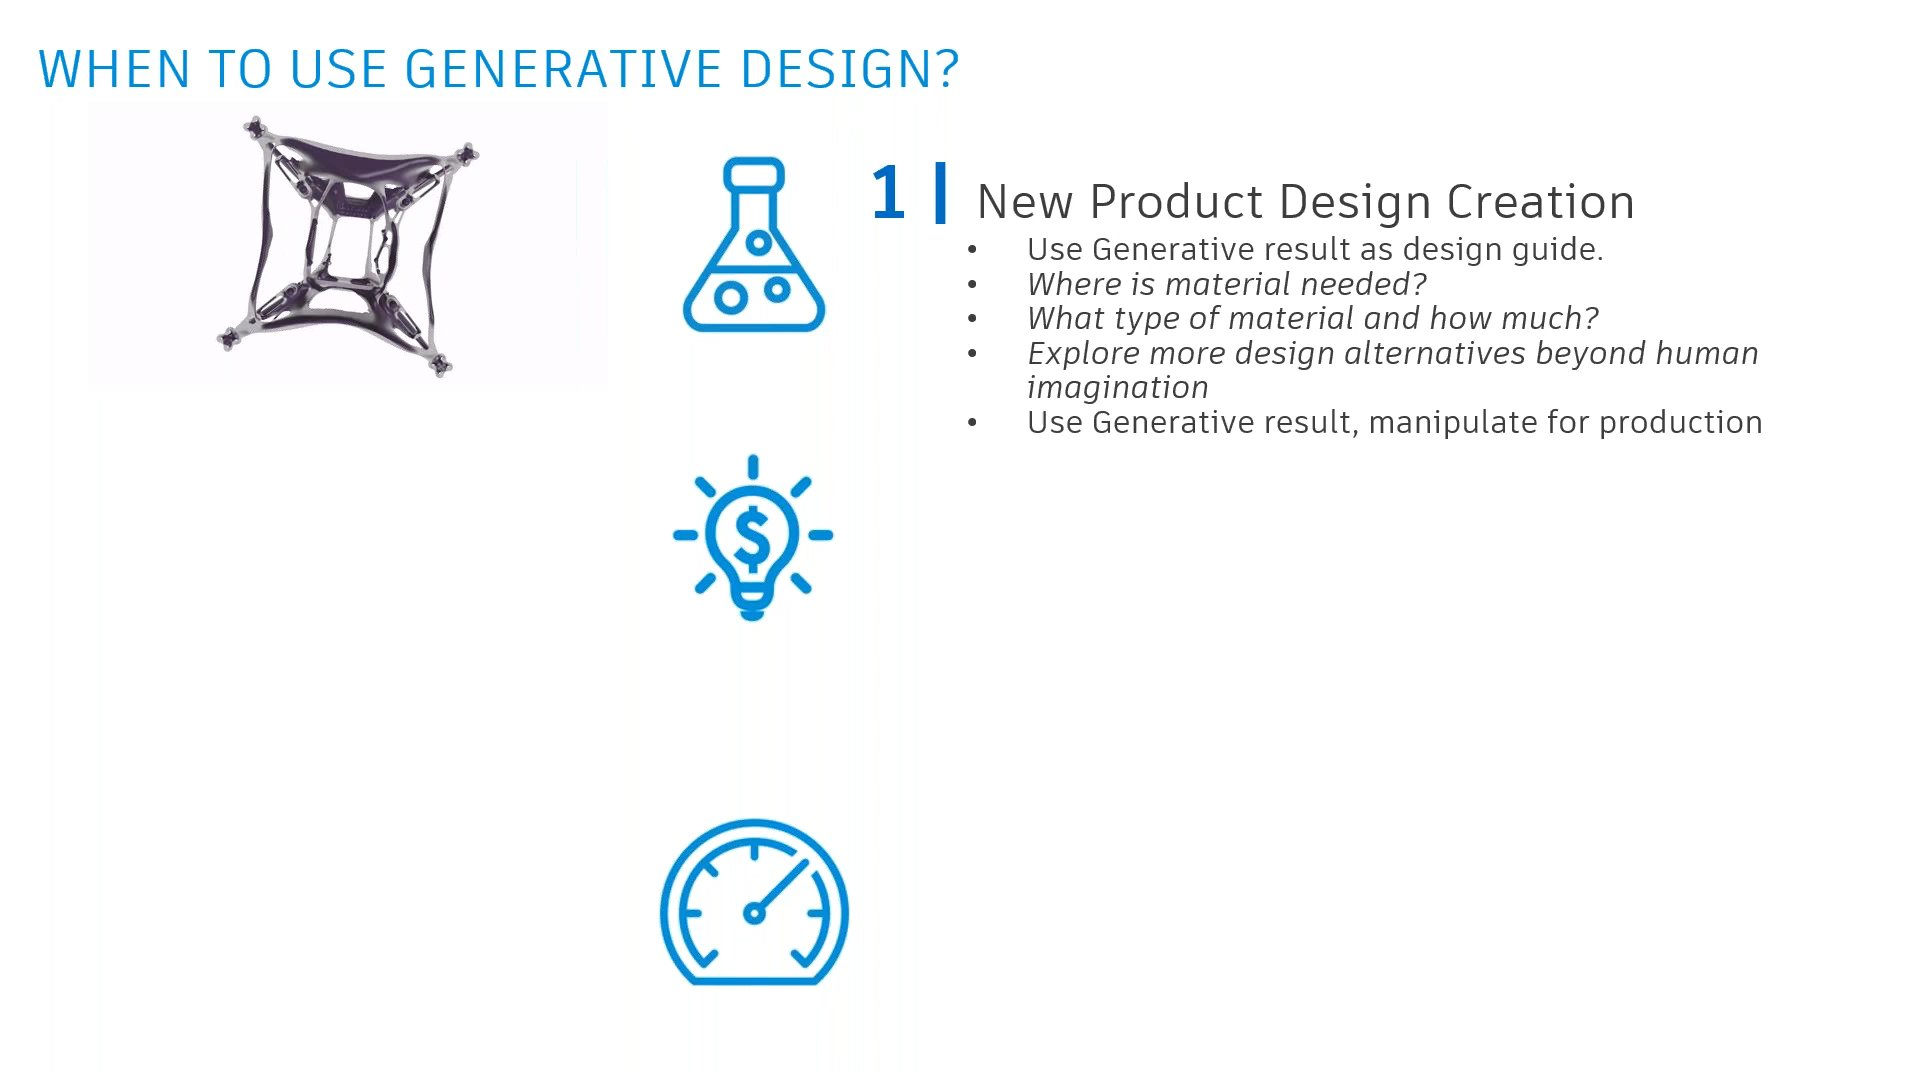 WHEN TO USE GENERATIVE DESIGN?
1 | New Product Design Creation
• Use Generative result as design guide.
• Where is material needed?
• What type of material and how much?
• Explore more design alternatives beyond human
imagination
• Use Generative result, manipulate for production
$